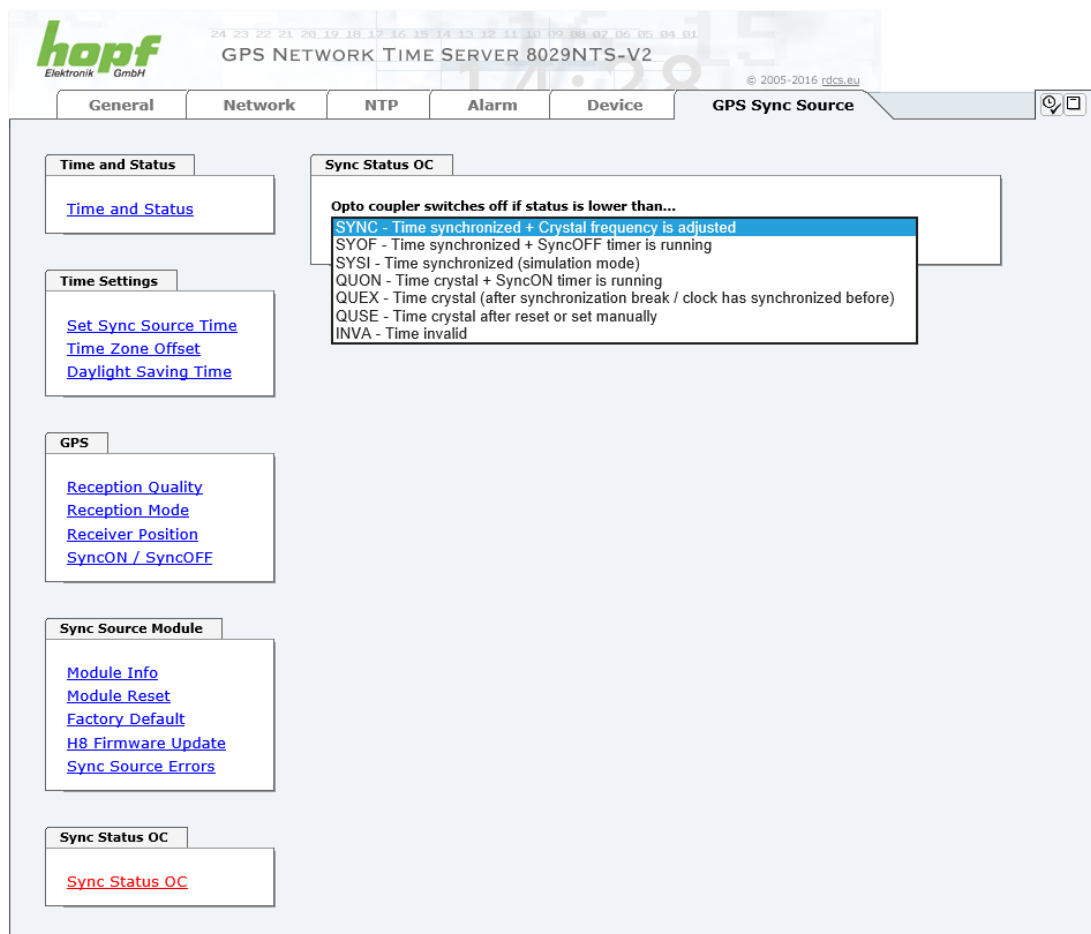 hopf
Elektronik GmbH
24 23 22 21 20 19 18 17 16 15 14 13 12 11 10 09 08 07 06 05 04 01
GPS NETWORK TIME SERVER 8029NTS-V2
14:28
© 2005-2016 rdcs.eu
General Network NTP Alarm Device GPS Sync Source
Time and Status
Time and Status
Time Settings
Set Sync Source Time
Time Zone Offset
Daylight Saving Time
GPS
Reception Quality
Reception Mode
Receiver Position
SyncON / SyncOFF
Sync Source Module
Module Info
Module Reset
Factory Default
H8 Firmware Update
Sync Source Errors
Sync Status OC
Sync Status OC
Sync Status OC
Opto coupler switches off if status is lower than...
SYNC - Time synchronized + Crystal frequency is adjusted
SYOF - Time synchronized + SyncOFF timer is running
SYSI - Time synchronized (simulation mode)
QUON - Time crystal + SyncON timer is running
QUEX - Time crystal (after synchronization break / clock has synchronized before)
QUSE - Time crystal after reset or set manually
INVA - Time invalid